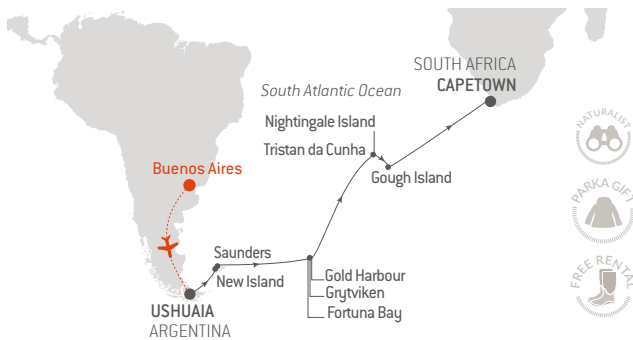 SOUTH AFRICA
CAPETOWN
South Atlantic Ocean
Nightingale Island
Tristan da Cunha
Gough Island
Buenos Aires
Saunders
New Island
Gold Harbour
Grytviken
Fortuna Bay
USHUAIA
ARGENTINA
NATURALIST
PARKA GIFT
FREE RENTAL